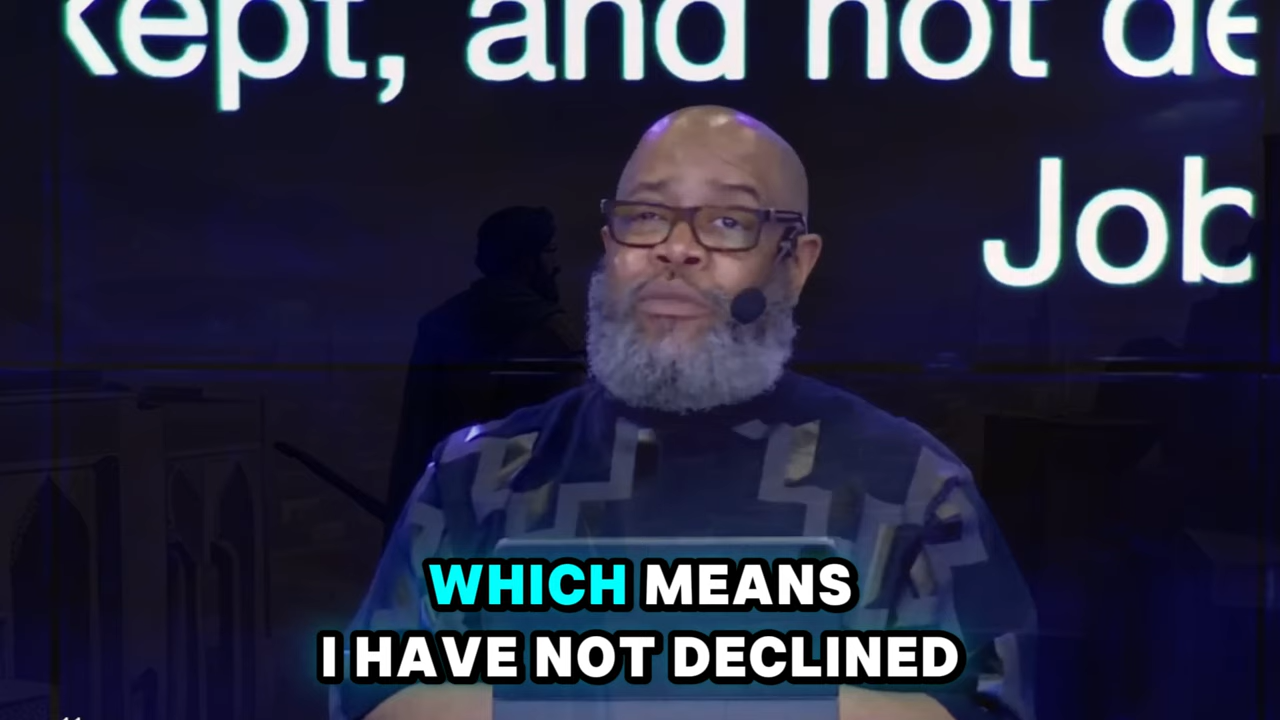 kept, and not de
Job
WHICH MEANS
I HAVE NOT DECLINED